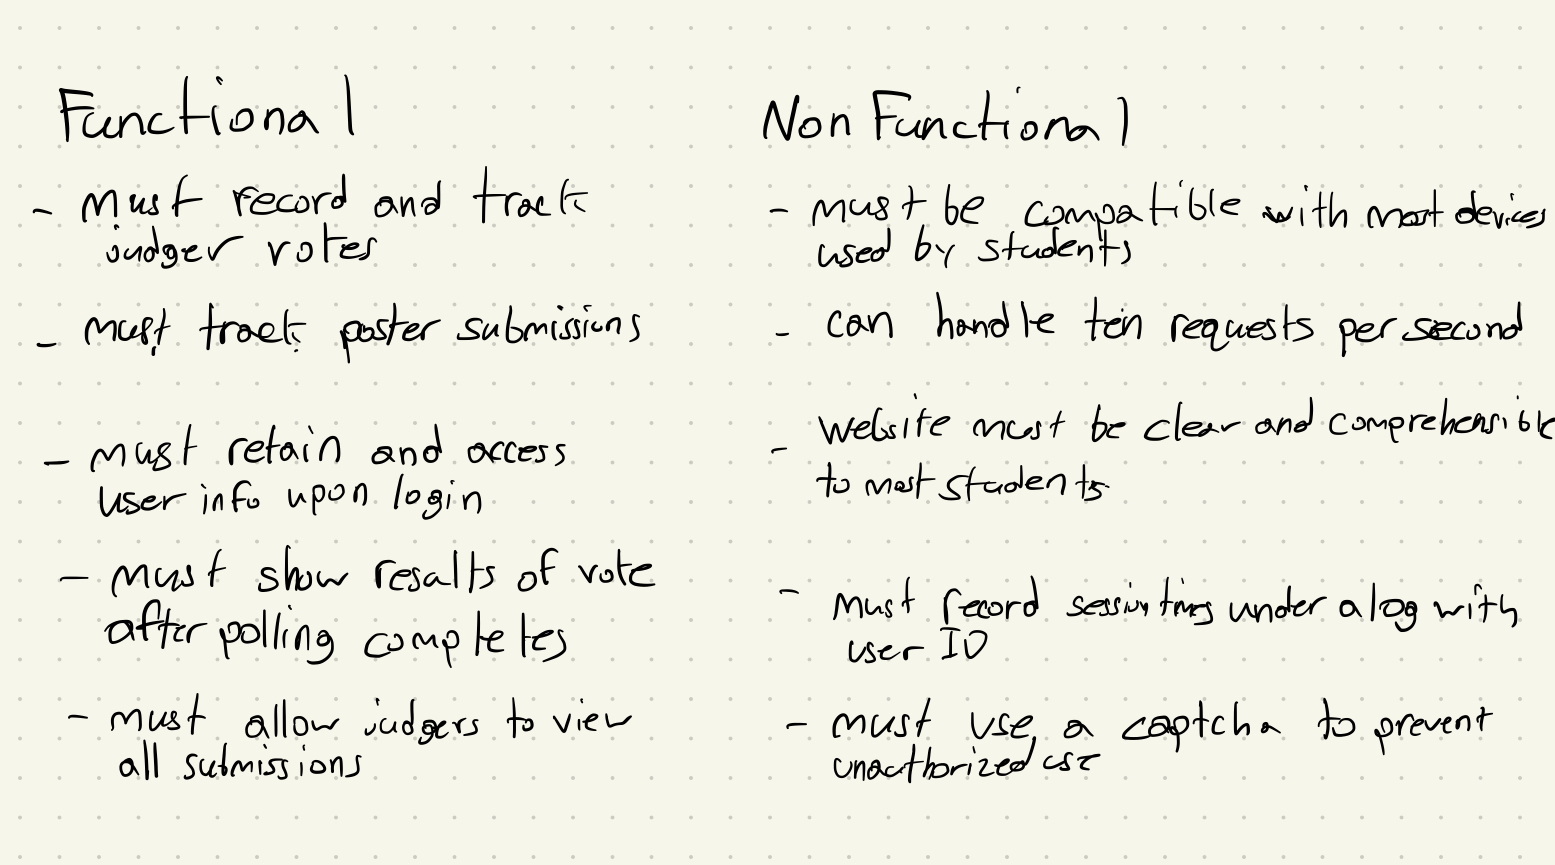 Functional
- must record and track
judger votes
- must track poster submissions
- must retain and access
user info upon login
- must show results of vote
after polling completes
- must allow judgers to view
all submissions
Non Functional
- must be compatible with most devices
used by students
- can handle ten requests per second
- website must be clear and comprehensible
to most students
- must record session times under a log with
user ID
- must use a captcha to prevent
unauthorized use